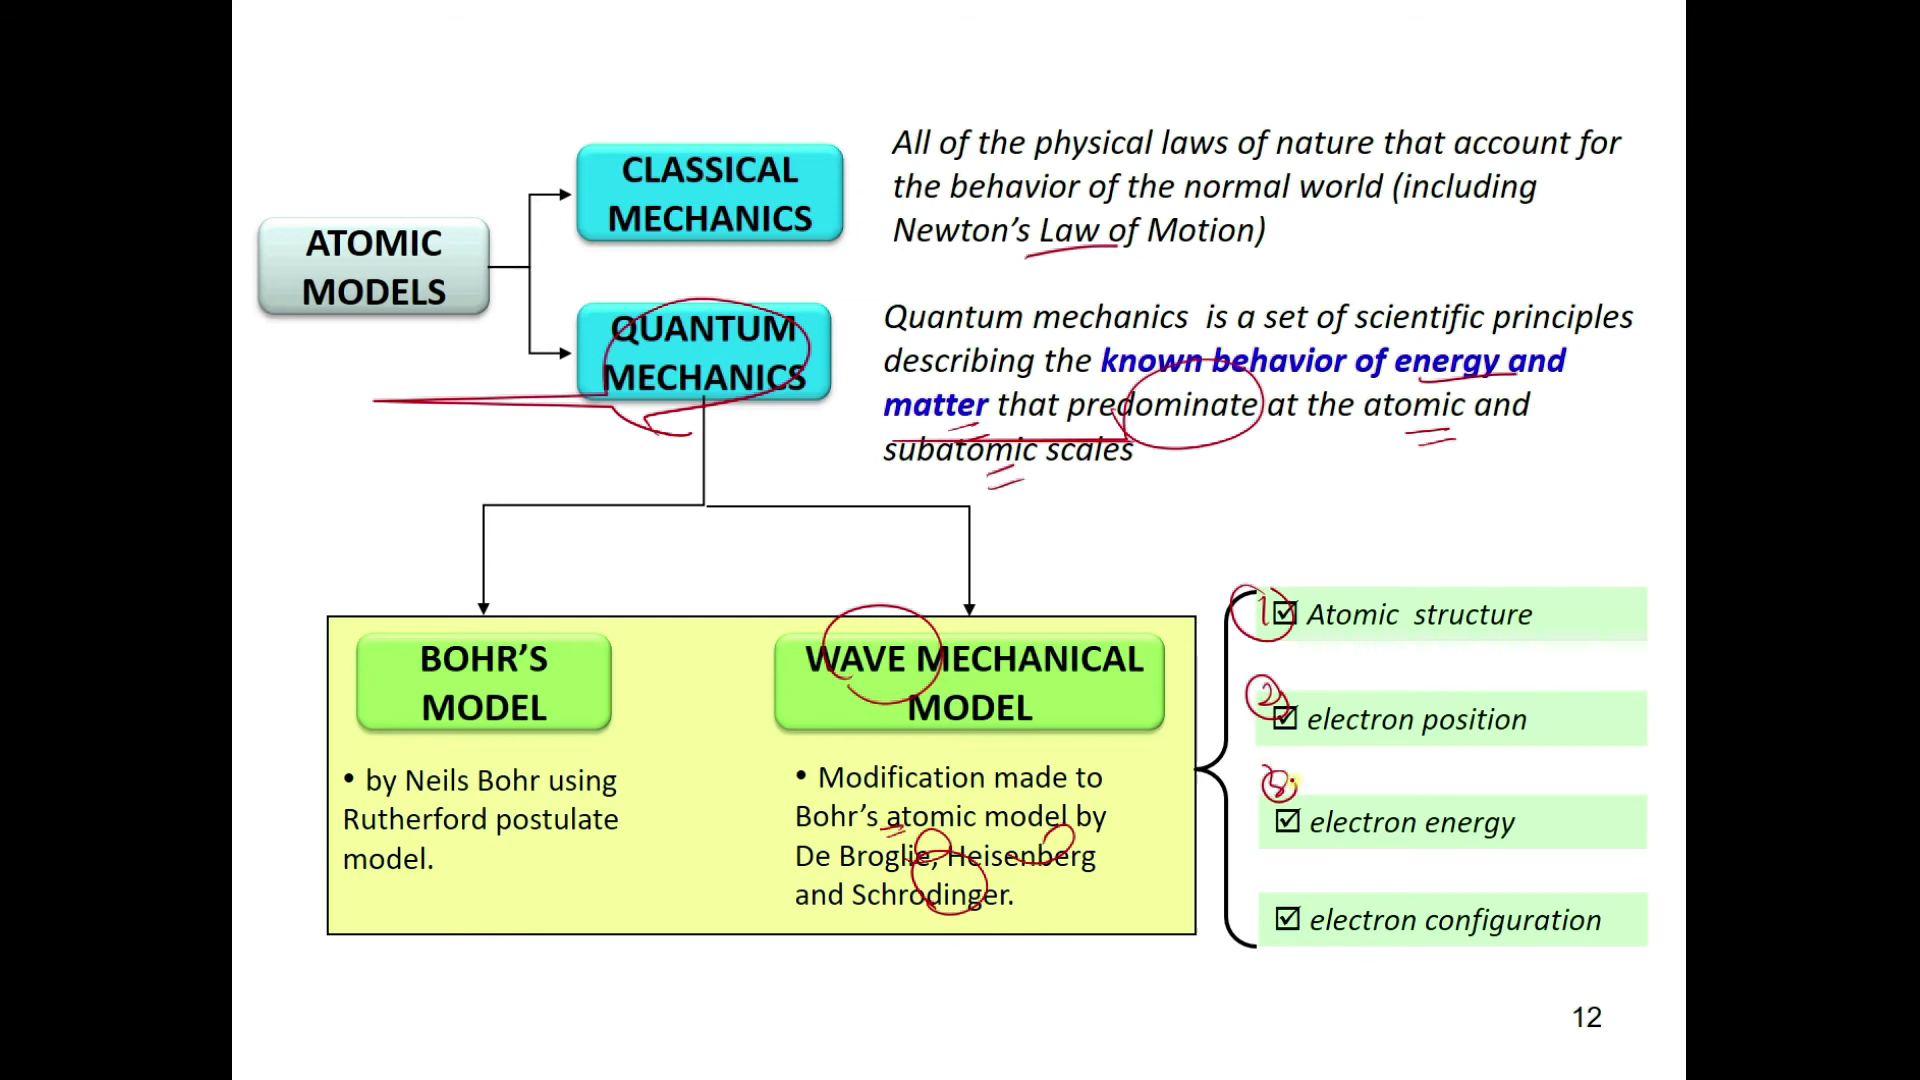 ATOMIC
MODELS
CLASSICAL
MECHANICS
All of the physical laws of nature that account for
the behavior of the normal world (including
Newton’s Law of Motion)
QUANTUM
MECHANICS
Quantum mechanics is a set of scientific principles
describing the known behavior of energy and
matter that predominate at the atomic and
subatomic scales
BOHR’S
MODEL
• by Neils Bohr using
Rutherford postulate
model.
WAVE MECHANICAL
MODEL
• Modification made to
Bohr’s atomic model by
De Broglie, Heisenberg
and Schrodinger.
1 ☑ Atomic structure
2 ☑ electron position
3
☑ electron energy
☑ electron configuration
12